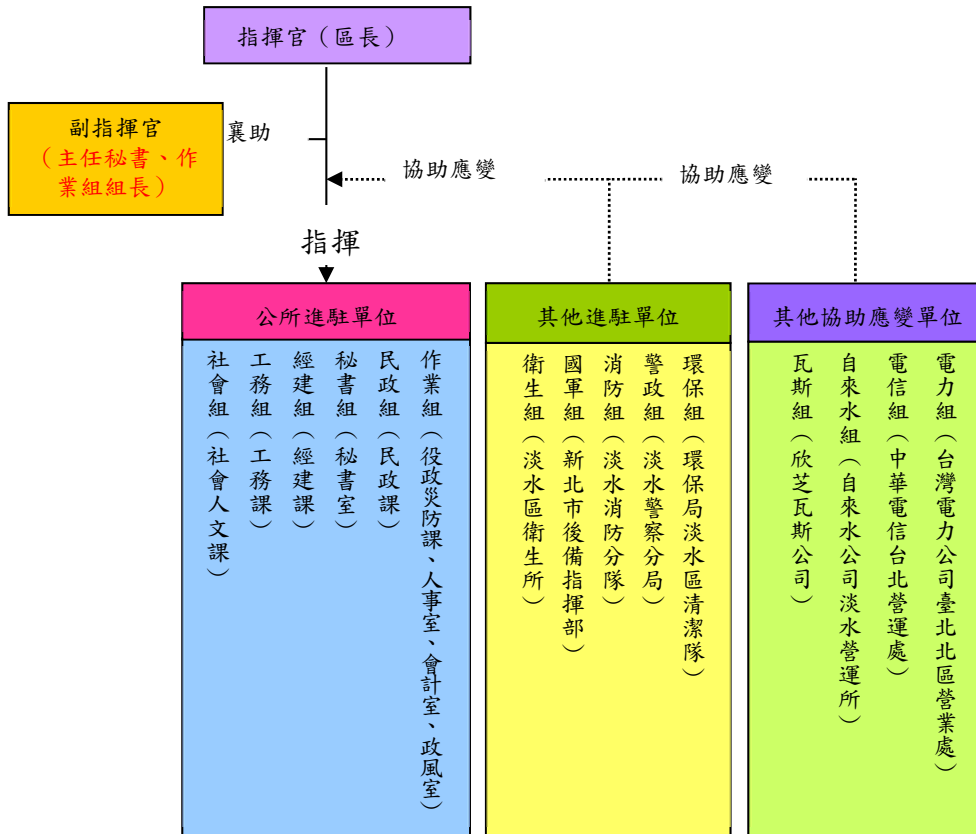 指揮官（區長）
副指揮官
（主任秘書、作
業組組長）
襄助
協助應變
協助應變
指揮
公所進駐單位
作業組（役政災防課、人事室、會計室、政風室）
民政組（民政課）
秘書組（秘書室）
經建組（經建課）
工務組（工務課）
社會組（社會人文課）
其他進駐單位
環保組（環保局淡水區清潔隊）
警政組（淡水警察分局）
消防組（淡水消防分隊）
國軍組（新北市後備指揮部）
衛生組（淡水區衛生所）
其他協助應變單位
電力組（台灣電力公司臺北北區營業處）
電信組（中華電信台北營運處）
自來水組（自來水公司淡水營運所）
瓦斯組（欣芝瓦斯公司）